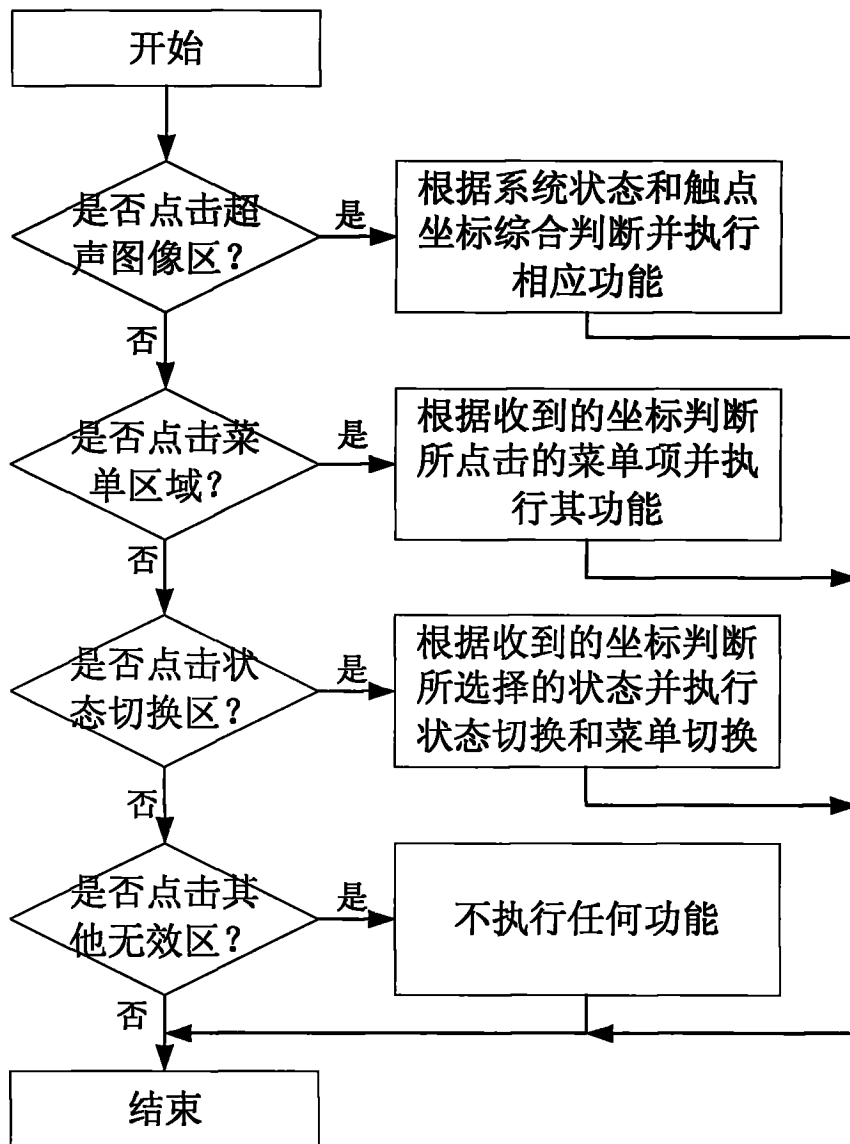 开始
是否点击超
声图像区？
是
根据系统状态和触点
坐标综合判断并执行
相应功能
否
是否点击菜
单区域？
是
根据收到的坐标判断
所点击的菜单项并执
行其功能
否
是否点击状
态切换区？
是
根据收到的坐标判断
所选择的状态并执行
状态切换和菜单切换
否
是否点击其
他无效区？
是
不执行任何功能
否
结束